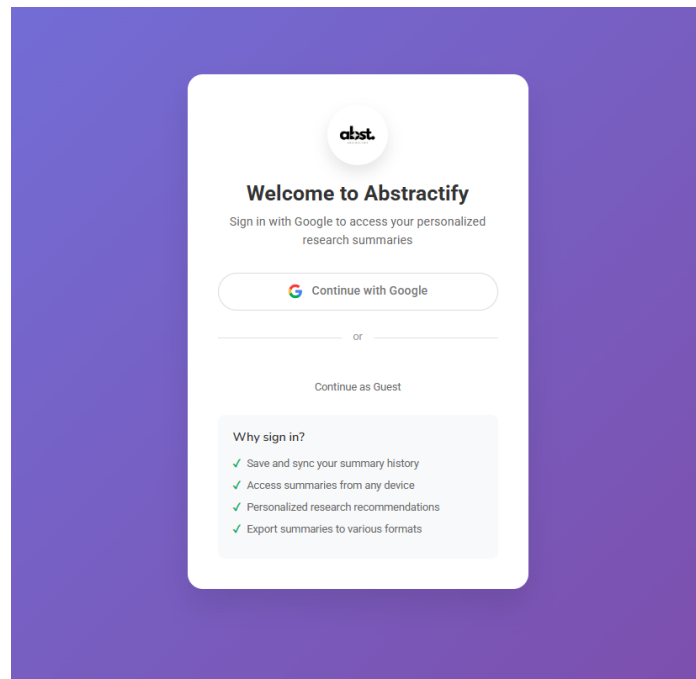 abst.
Welcome to Abstractify
Sign in with Google to access your personalized
research summaries
Continue with Google
or
Continue as Guest
Why sign in?
✓ Save and sync your summary history
✓ Access summaries from any device
✓ Personalized research recommendations
✓ Export summaries to various formats